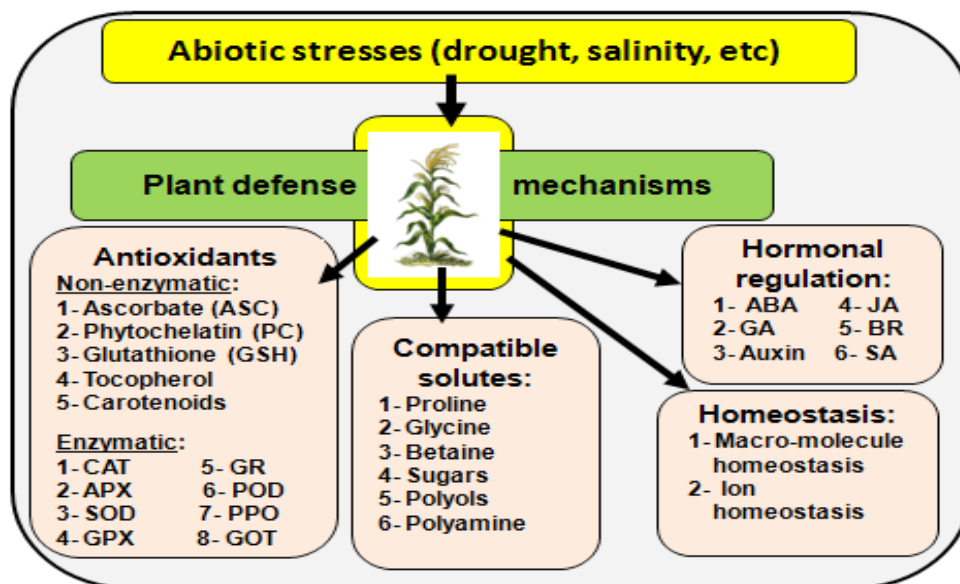 Abiotic stresses (drought, salinity, etc)
Plant defense mechanisms
Antioxidants
Non-enzymatic:
1- Ascorbate (ASC)
2- Phytochelatin (PC)
3- Glutathione (GSH)
4- Tocopherol
5- Carotenoids
Enzymatic:
1- CAT 5- GR
2- APX 6- POD
3- SOD 7- PPO
4- GPX 8- GOT
Compatible
solutes:
1- Proline
2- Glycine
3- Betaine
4- Sugars
5- Polyols
6- Polyamine
Hormonal
regulation:
1- ABA 4- JA
2- GA 5- BR
3- Auxin 6- SA
Homeostasis:
1- Macro-molecule
homeostasis
2- Ion
homeostasis